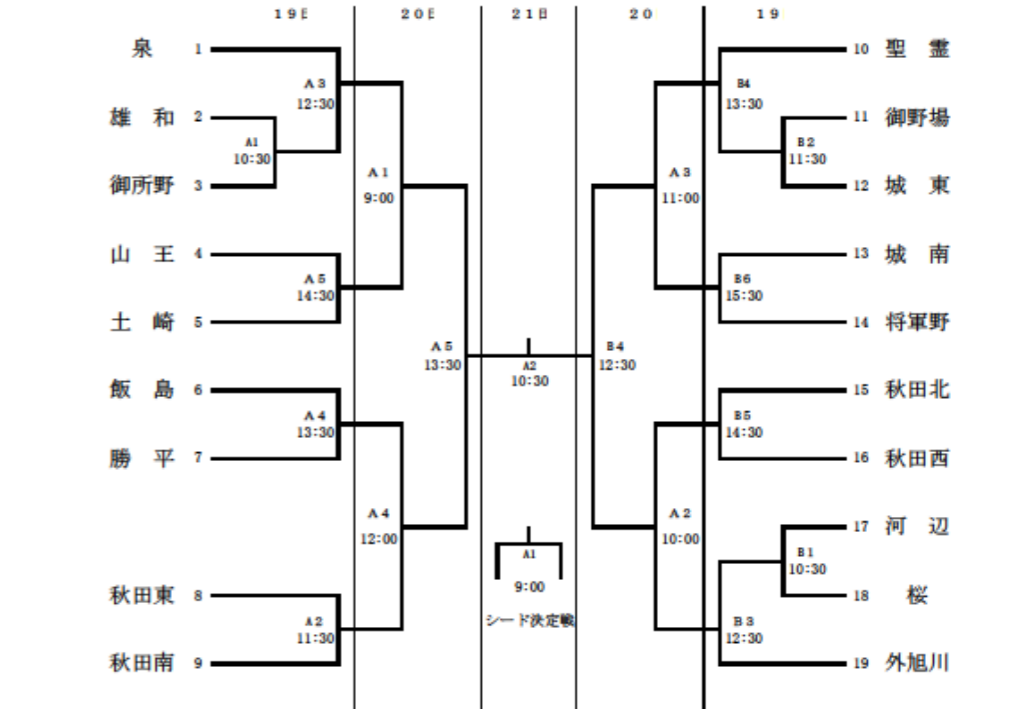 19日 20日 21日 20 19
泉 1
10 聖 霊
A3
12:30
B4
13:30
雄 和 2
11 御野場
A1
10:30
B2
11:30
御所野 3
12 城 東
A1
9:00
A3
11:00
山 王 4
13 城 南
A5
14:30
B6
15:30
土 崎 5
14 将軍野
A5
13:30
A2
10:30
B4
12:30
飯 島 6
15 秋田北
A4
13:30
B5
14:30
勝 平 7
16 秋田西
A4
12:00
A2
10:00
17 河 辺
B1
10:30
A1
9:00
シード決定戦
秋田東 8
18 桜
A2
11:30
B3
12:30
秋田南 9
19 外旭川